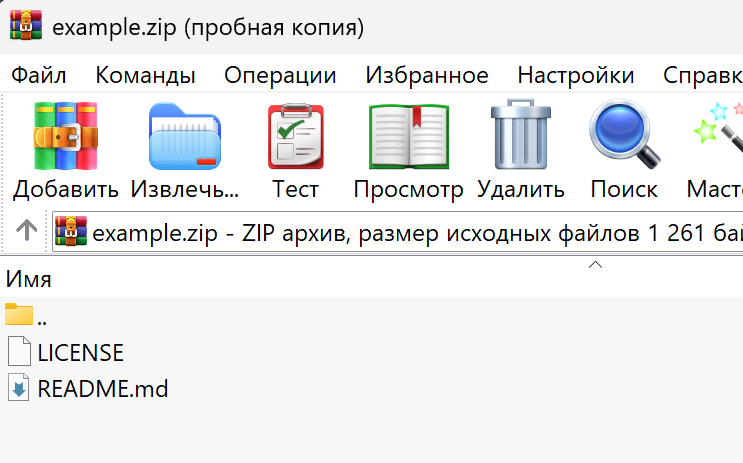 example.zip (пробная копия)
Файл Команды Операции Избранное Настройки
Добавить Извлечь... Тест Просмотр Удалить Поиск
example.zip - ZIP архив, размер исходных файлов 1 261
Имя
..
LICENSE
README.md